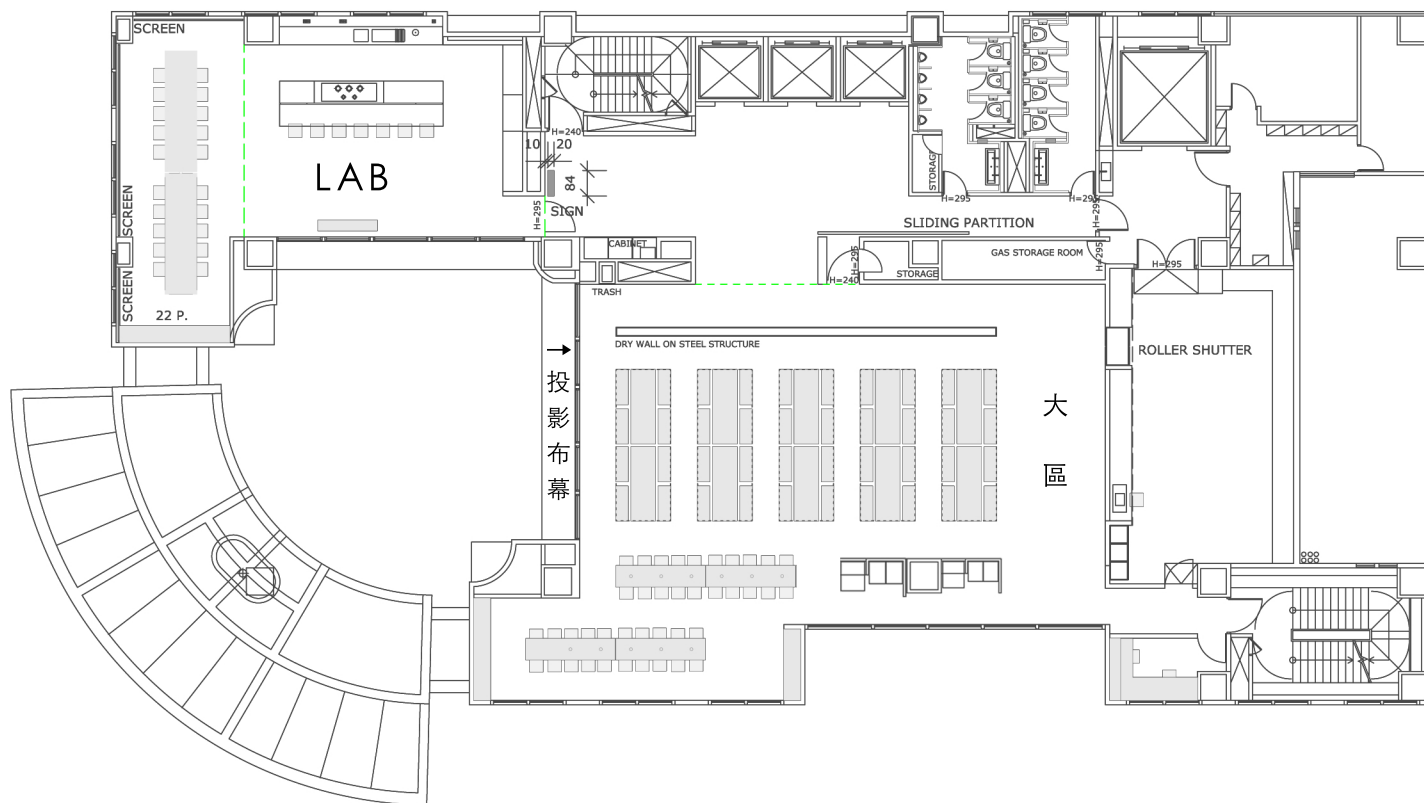 SCREEN
H=240
10 20
84
LAB
SCREEN
H=295
SIGN
STORAGE
H=295
H=295
H=295
SLIDING PARTITION
CABINET
H=295
GAS STORAGE ROOM
H=295
H=295
STORAGE
H=240
SCREEN
TRASH
22 P.
DRY WALL ON STEEL STRUCTURE
ROLLER SHUTTER
→
投影布幕
大區